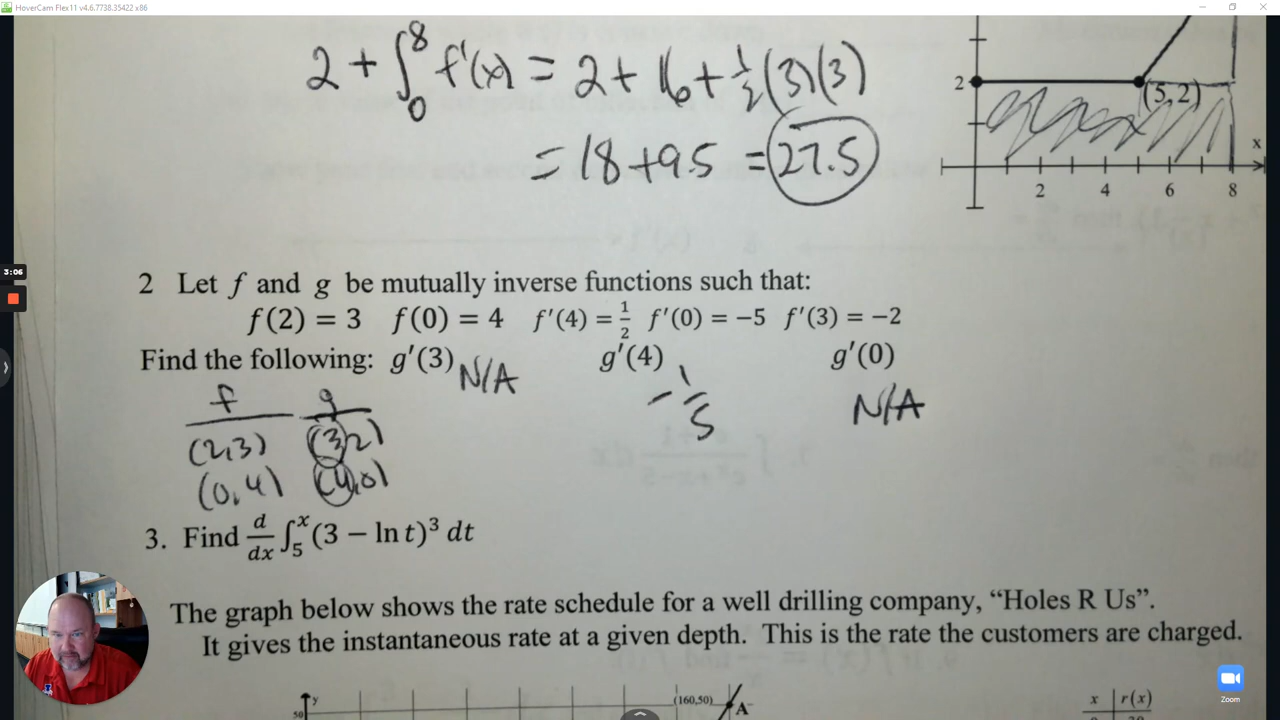 HoverCam Flex11 v4.6.7738.35422 x86
2 + ∫₀⁸ f'(x) = 2 + 16 + ½(3)(3)
= 18 + 9.5 = 27.5
2
(5,2)
x
2 4 6 8
3:06
2 Let f and g be mutually inverse functions such that:
f(2) = 3 f(0) = 4 f'(4) = 1/2 f'(0) = −5 f'(3) = −2
Find the following: g'(3) N/A g'(4) −1/5 g'(0) N/A
f g
(2,3) (3,2)
(0,4) (4,0)
3. Find d/dx ∫₅ˣ (3 − ln t)³ dt
The graph below shows the rate schedule for a well drilling company, “Holes R Us”.
It gives the instantaneous rate at a given depth. This is the rate the customers are charged.
y
50
(160,50)
A
x r(x)
Zoom